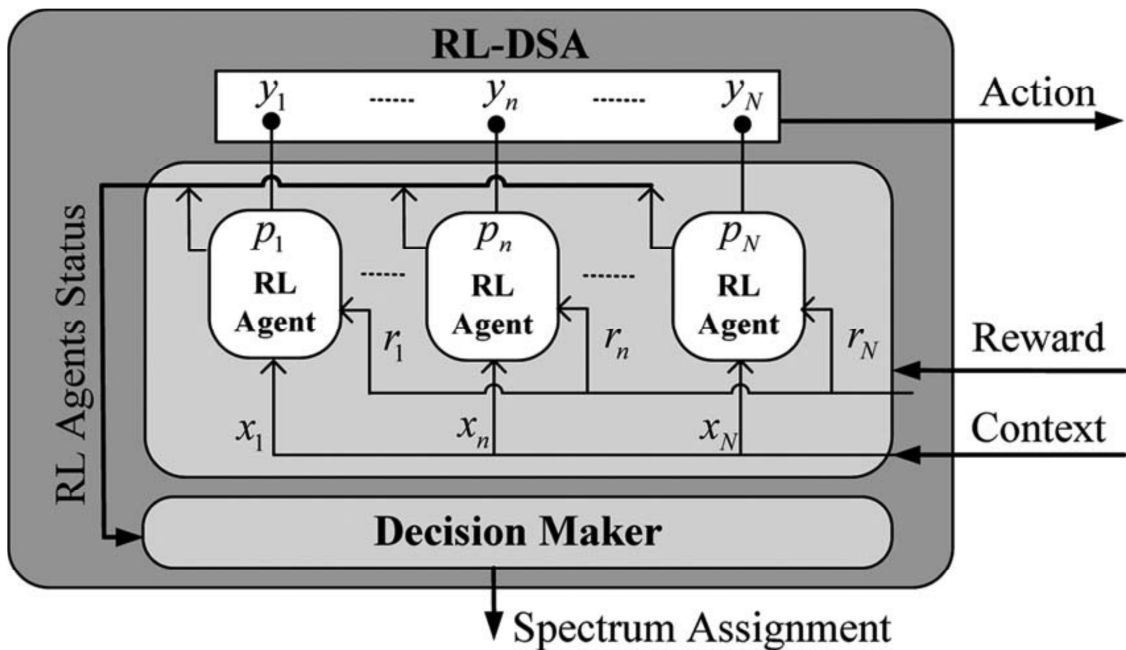 RL-DSA
y1 ...... yn ...... yN
Action
RL Agents Status
p1 pn pN
RL Agent ...... RL Agent ...... RL Agent
r1 rn rN
Reward
x1 xn xN
Context
Decision Maker
Spectrum Assignment